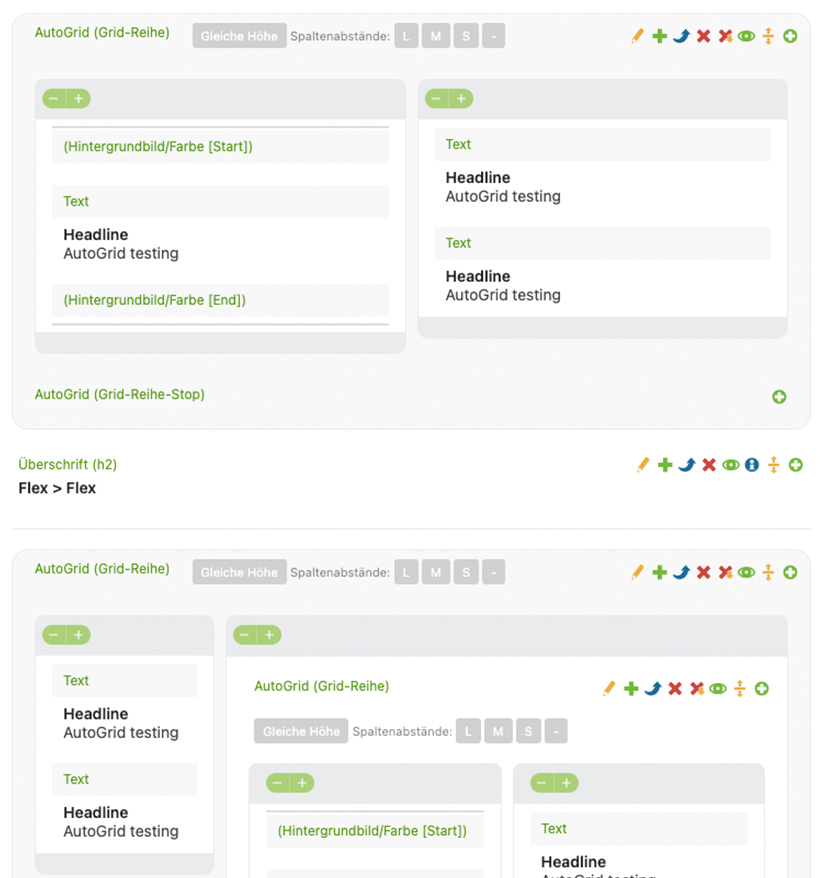 AutoGrid (Grid-Reihe) Gleiche Höhe Spaltenabstände: L M S -
(Hintergrundbild/Farbe [Start])
Text
Headline
AutoGrid testing
(Hintergrundbild/Farbe [End])
Text
Headline
AutoGrid testing
Text
Headline
AutoGrid testing
AutoGrid (Grid-Reihe-Stop)
Überschrift (h2)
Flex > Flex
AutoGrid (Grid-Reihe) Gleiche Höhe Spaltenabstände: L M S -
Text
Headline
AutoGrid testing
Text
Headline
AutoGrid testing
AutoGrid (Grid-Reihe)
Gleiche Höhe Spaltenabstände: L M S -
(Hintergrundbild/Farbe [Start])
Text
Headline
AutoGrid testing